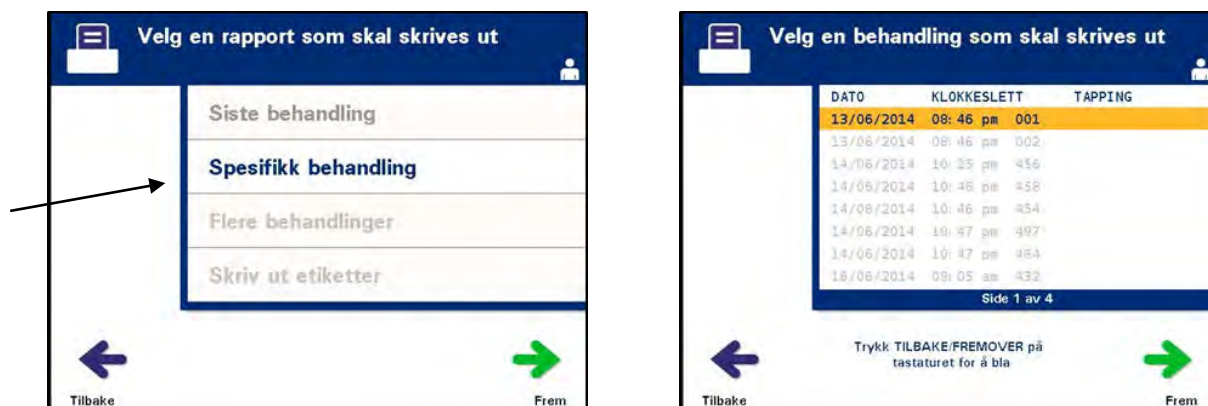 Velg en rapport som skal skrives ut
Siste behandling
Spesifikk behandling
Flere behandlinger
Skriv ut etiketter
Tilbake
Frem
Velg en behandling som skal skrives ut
DATO KLOKKESLETT TAPPING
13/06/2014 08:46 pm 001
13/06/2014 08:46 pm 002
14/06/2014 10:25 pm 456
14/06/2014 10:46 pm 458
14/06/2014 10:46 pm 454
14/06/2014 10:47 pm 497
14/06/2014 10:47 pm 484
16/06/2014 09:05 am 432
Side 1 av 4
Trykk TILBAKE/FREMOVER på
tastaturet for å bla
Tilbake
Frem